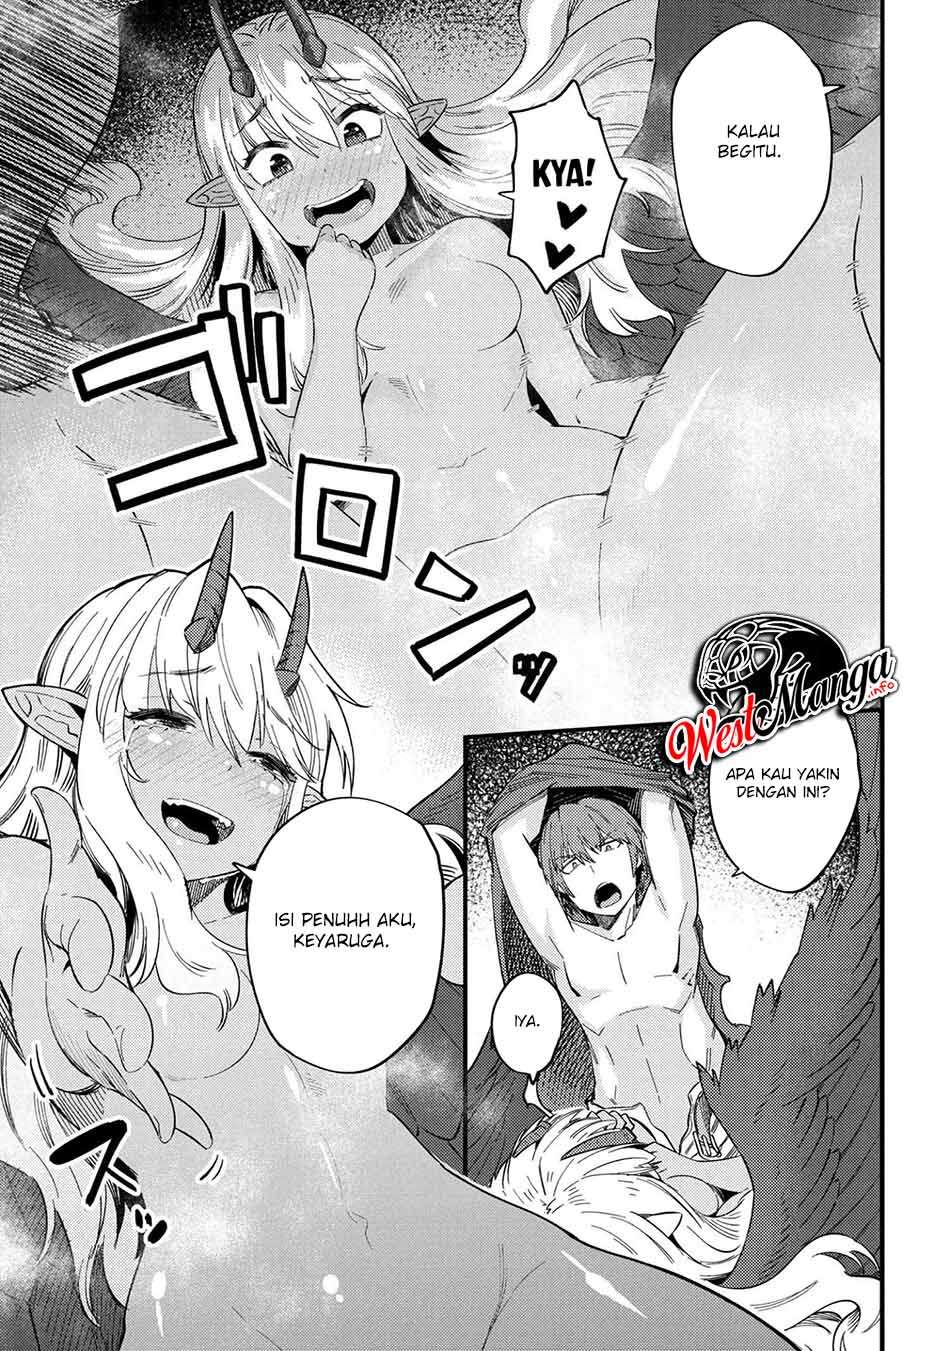 KALAU
BEGITU.
KYA!
ゴロンッ
APA KAU YAKIN
DENGAN INI?
WestManga
.info
IYA.
ISI PENUHH AKU,
KEYARUGA.
スッ